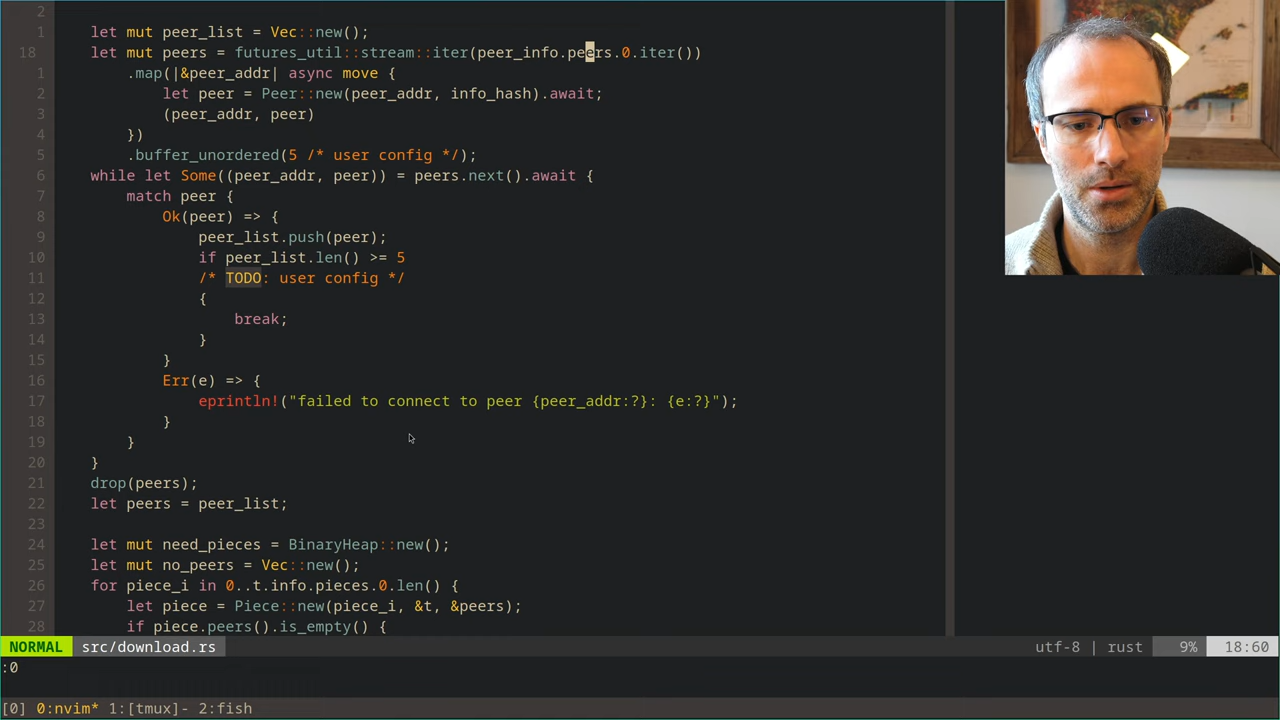 2
1 let mut peer_list = Vec::new();
18 let mut peers = futures_util::stream::iter(peer_info.peers.0.iter())
1 .map(|&peer_addr| async move {
2 let peer = Peer::new(peer_addr, info_hash).await;
3 (peer_addr, peer)
4 })
5 .buffer_unordered(5 /* user config */);
6 while let Some((peer_addr, peer)) = peers.next().await {
7 match peer {
8 Ok(peer) => {
9 peer_list.push(peer);
10 if peer_list.len() >= 5
11 /* TODO: user config */
12 {
13 break;
14 }
15 }
16 Err(e) => {
17 eprintln!("failed to connect to peer {peer_addr:?}: {e:?}");
18 }
19 }
20 }
21 drop(peers);
22 let peers = peer_list;
23
24 let mut need_pieces = BinaryHeap::new();
25 let mut no_peers = Vec::new();
26 for piece_i in 0..t.info.pieces.0.len() {
27 let piece = Piece::new(piece_i, &t, &peers);
28 if piece.peers().is_empty() {
NORMAL src/download.rs utf-8 | rust 9% 18:60
:0
[0] 0:nvim* 1:[tmux]- 2:fish